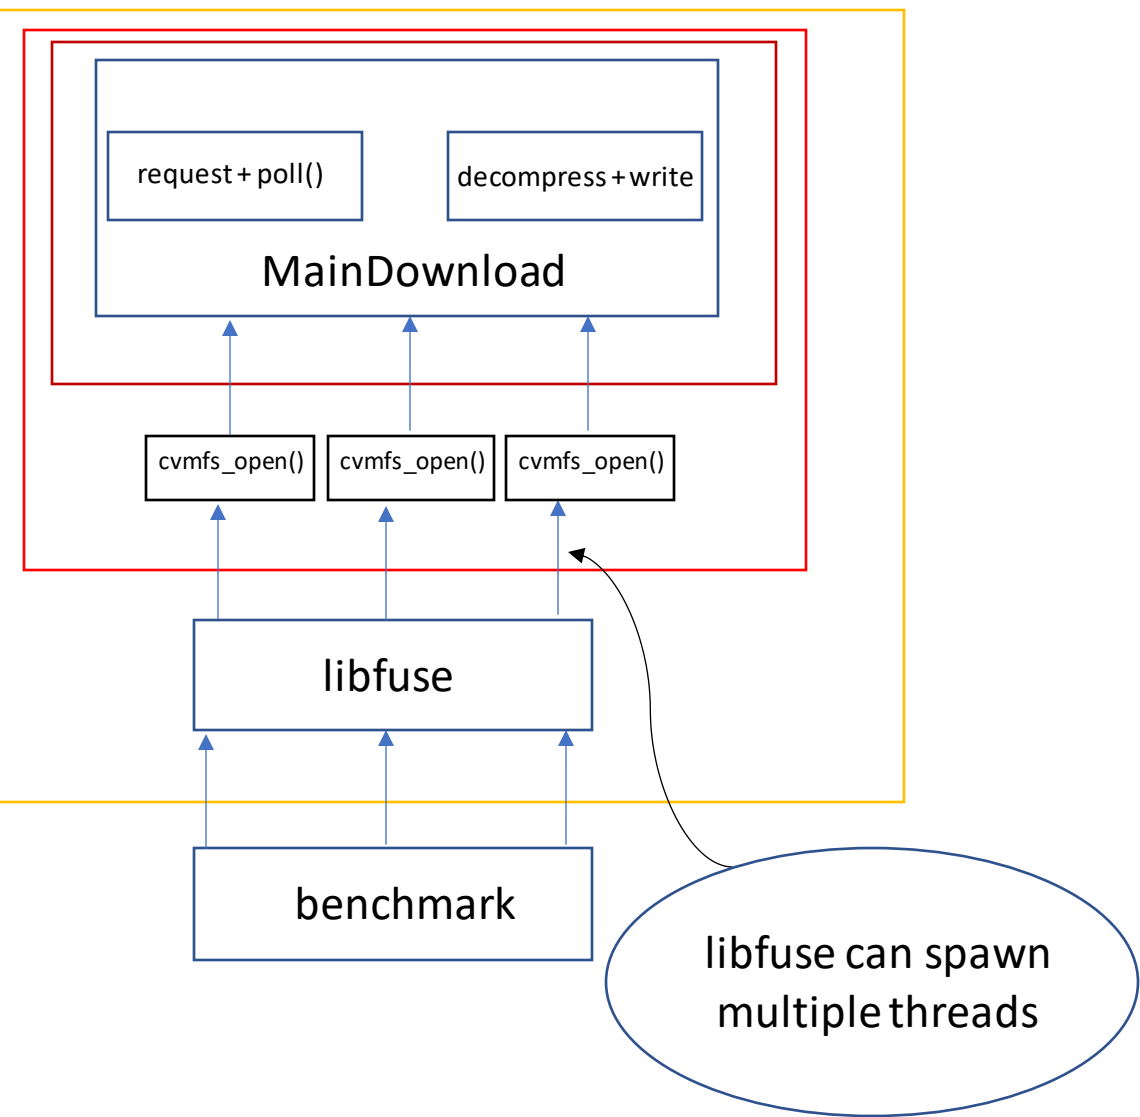 request + poll()
decompress + write
MainDownload
cvmfs_open()
cvmfs_open()
cvmfs_open()
libfuse
benchmark
libfuse can spawn
multiple threads